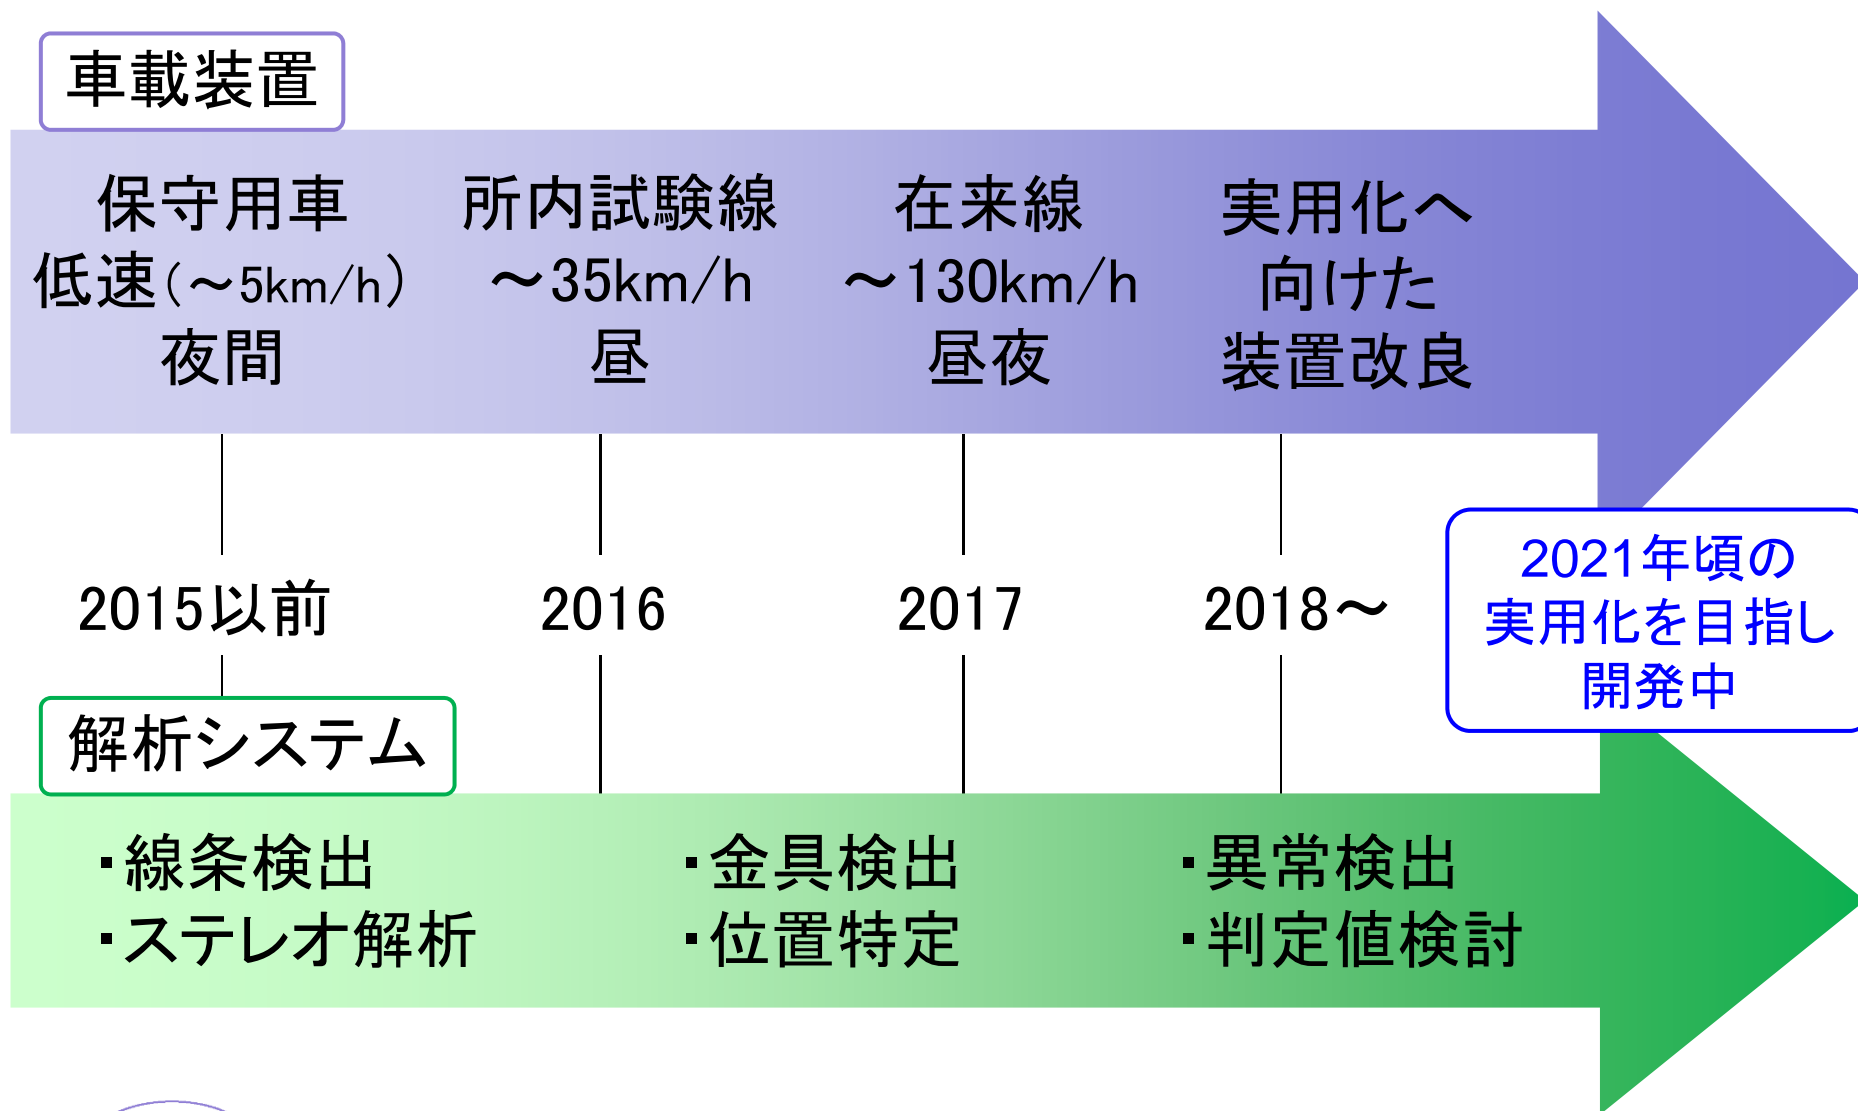 車載装置
保守用車
低速(～5km/h)
夜間
所内試験線
～35km/h
昼
在来線
～130km/h
昼夜
実用化へ
向けた
装置改良
2015以前
2016
2017
2018～
2021年頃の
実用化を目指し
開発中
解析システム
・線条検出
・ステレオ解析
・金具検出
・位置特定
・異常検出
・判定値検討